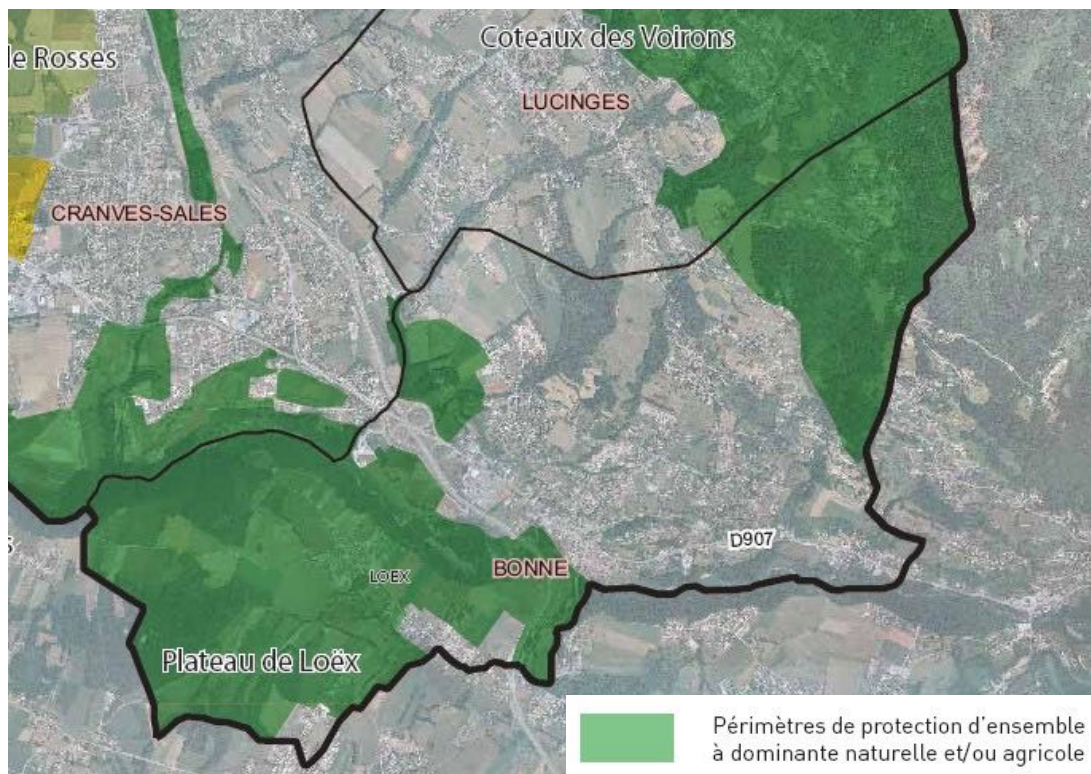 Coteaux des Voirons
le Rosses
LUCINGES
CRANVES-SALES
D907
BONNE
LOEX
Plateau de Loëx
Périmètres de protection d'ensemble
à dominante naturelle et/ou agricole